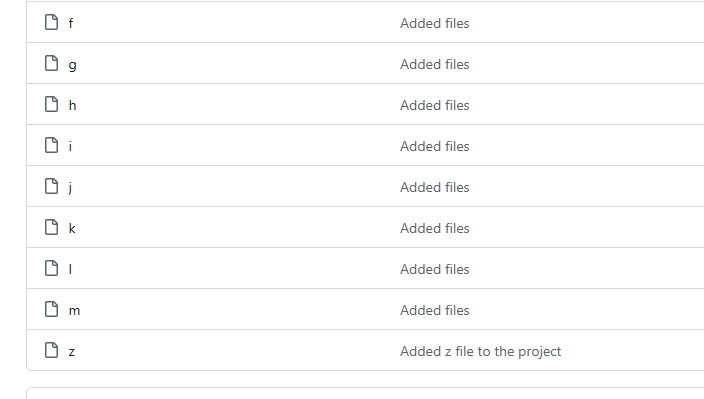 f Added files
g Added files
h Added files
i Added files
j Added files
k Added files
l Added files
m Added files
z Added z file to the project